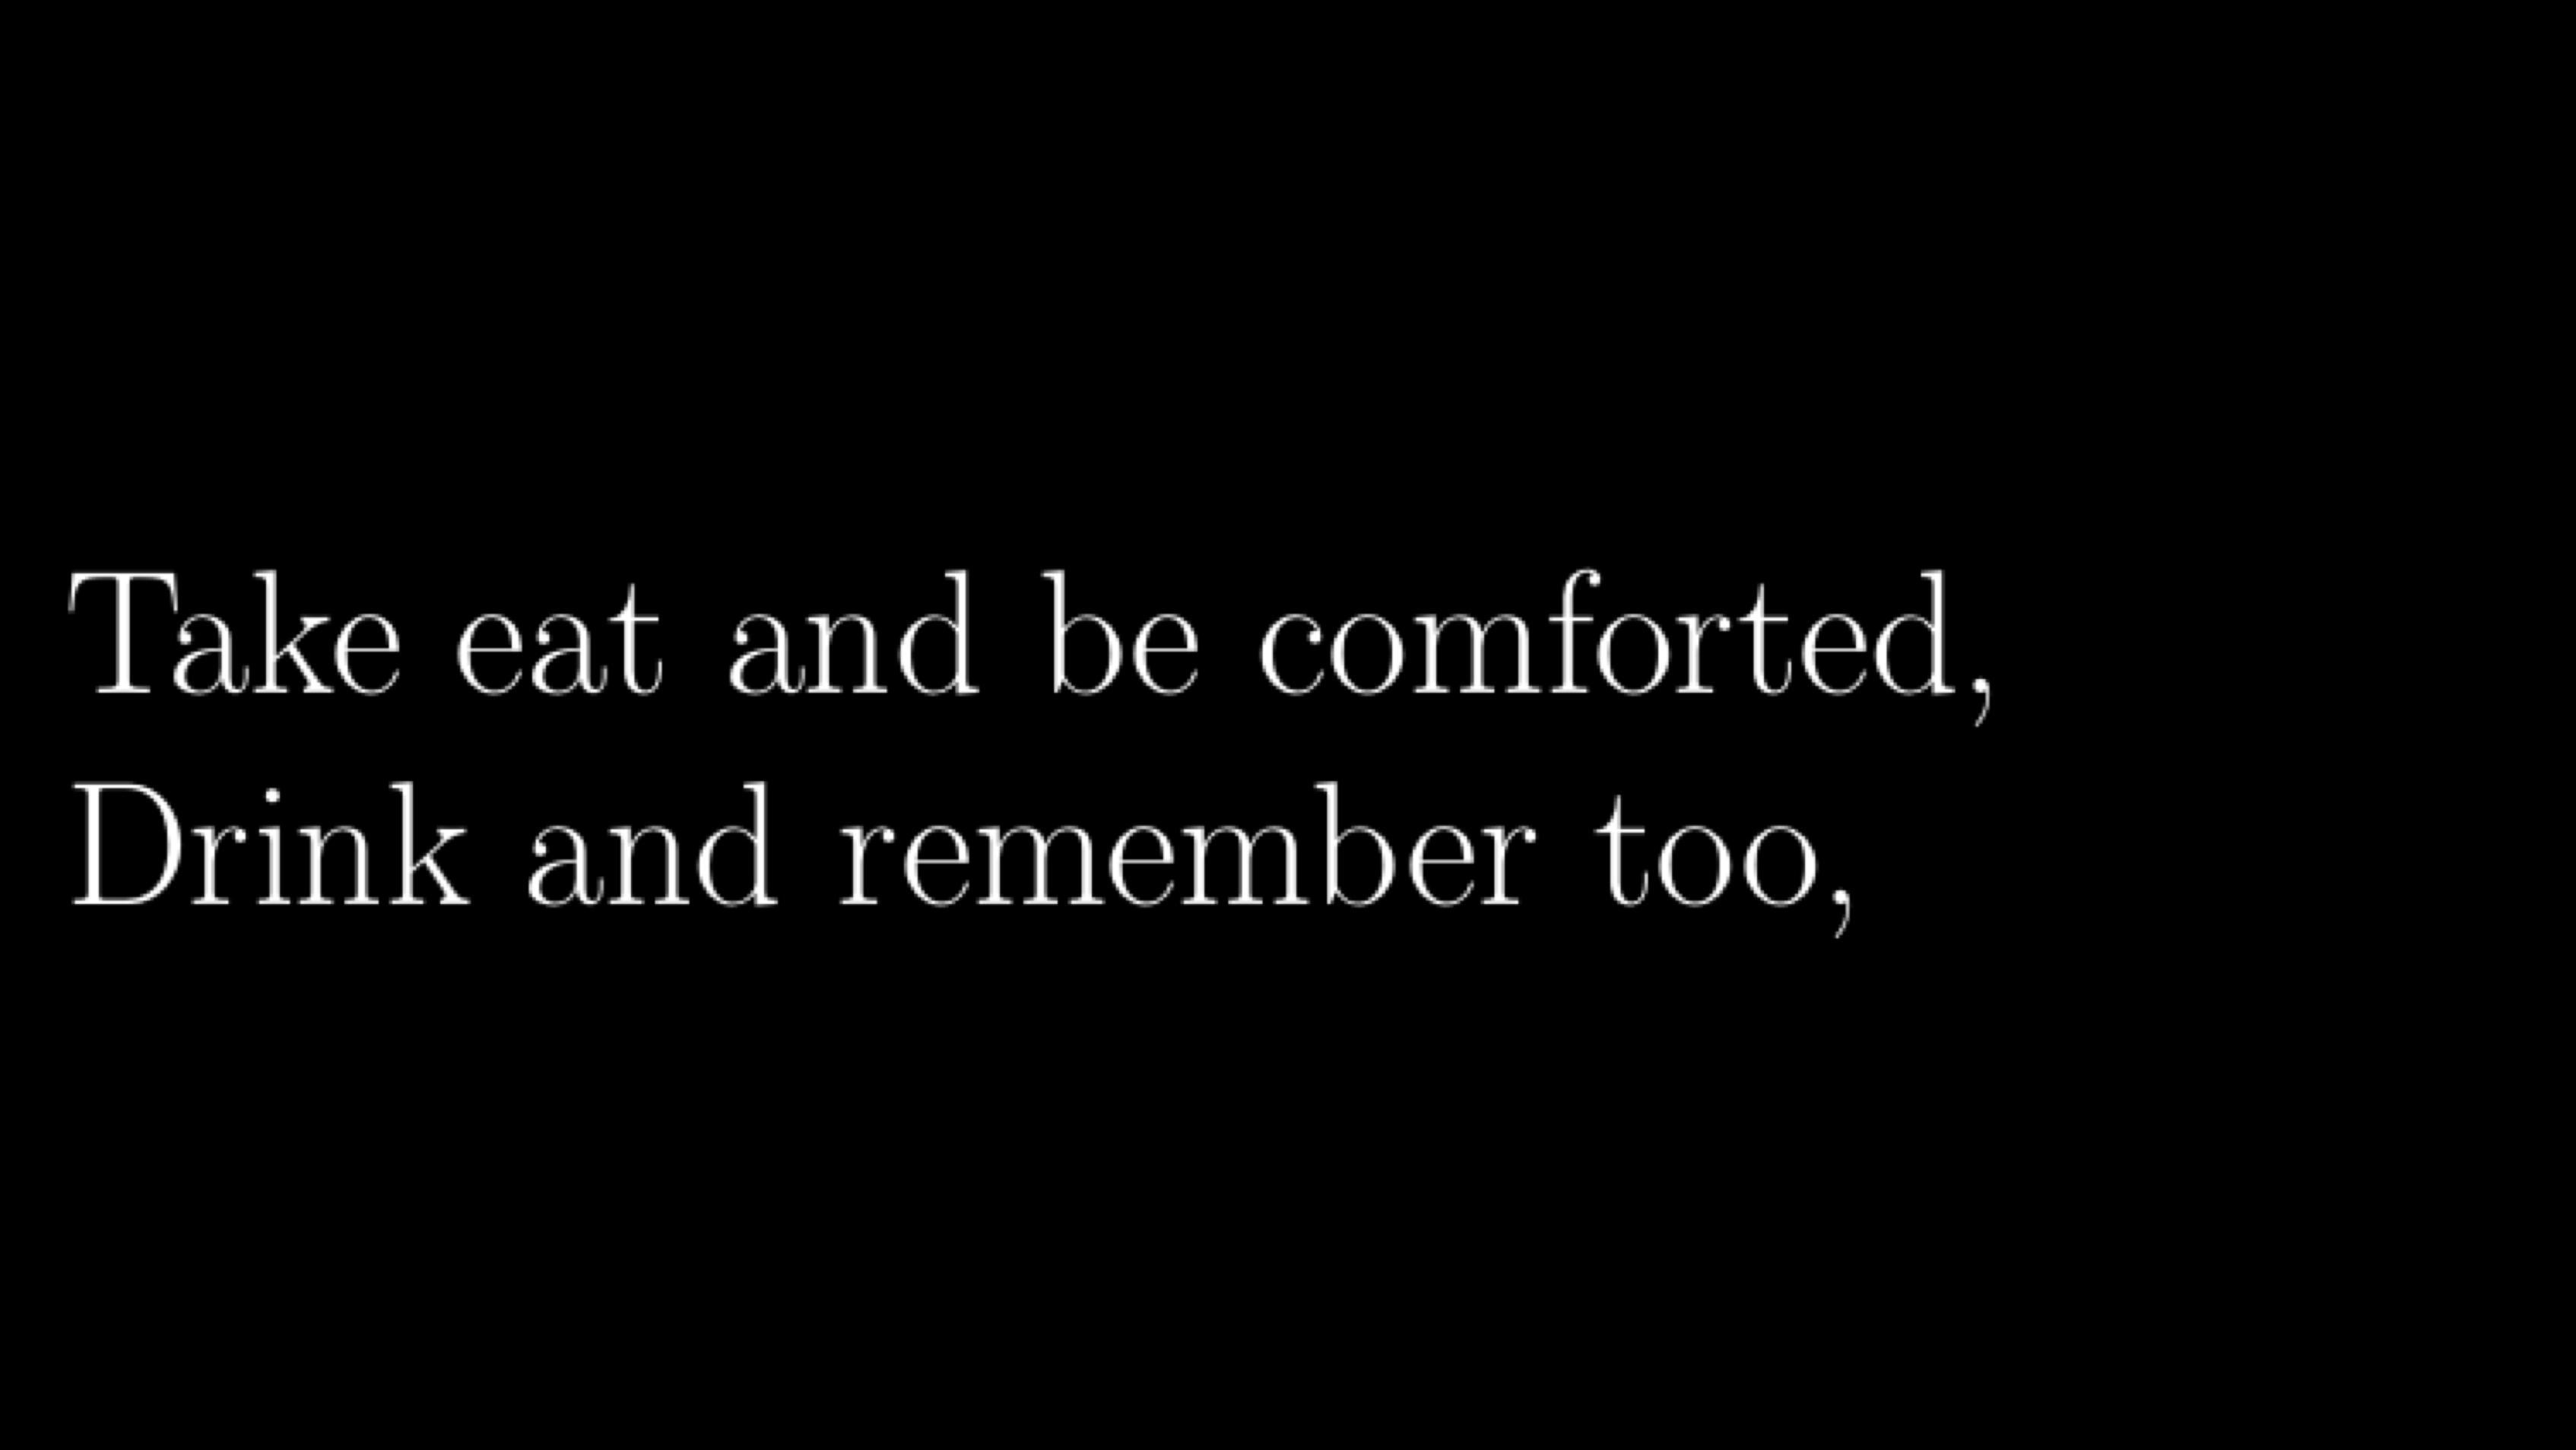 Take eat and be comforted,
Drink and remember too,